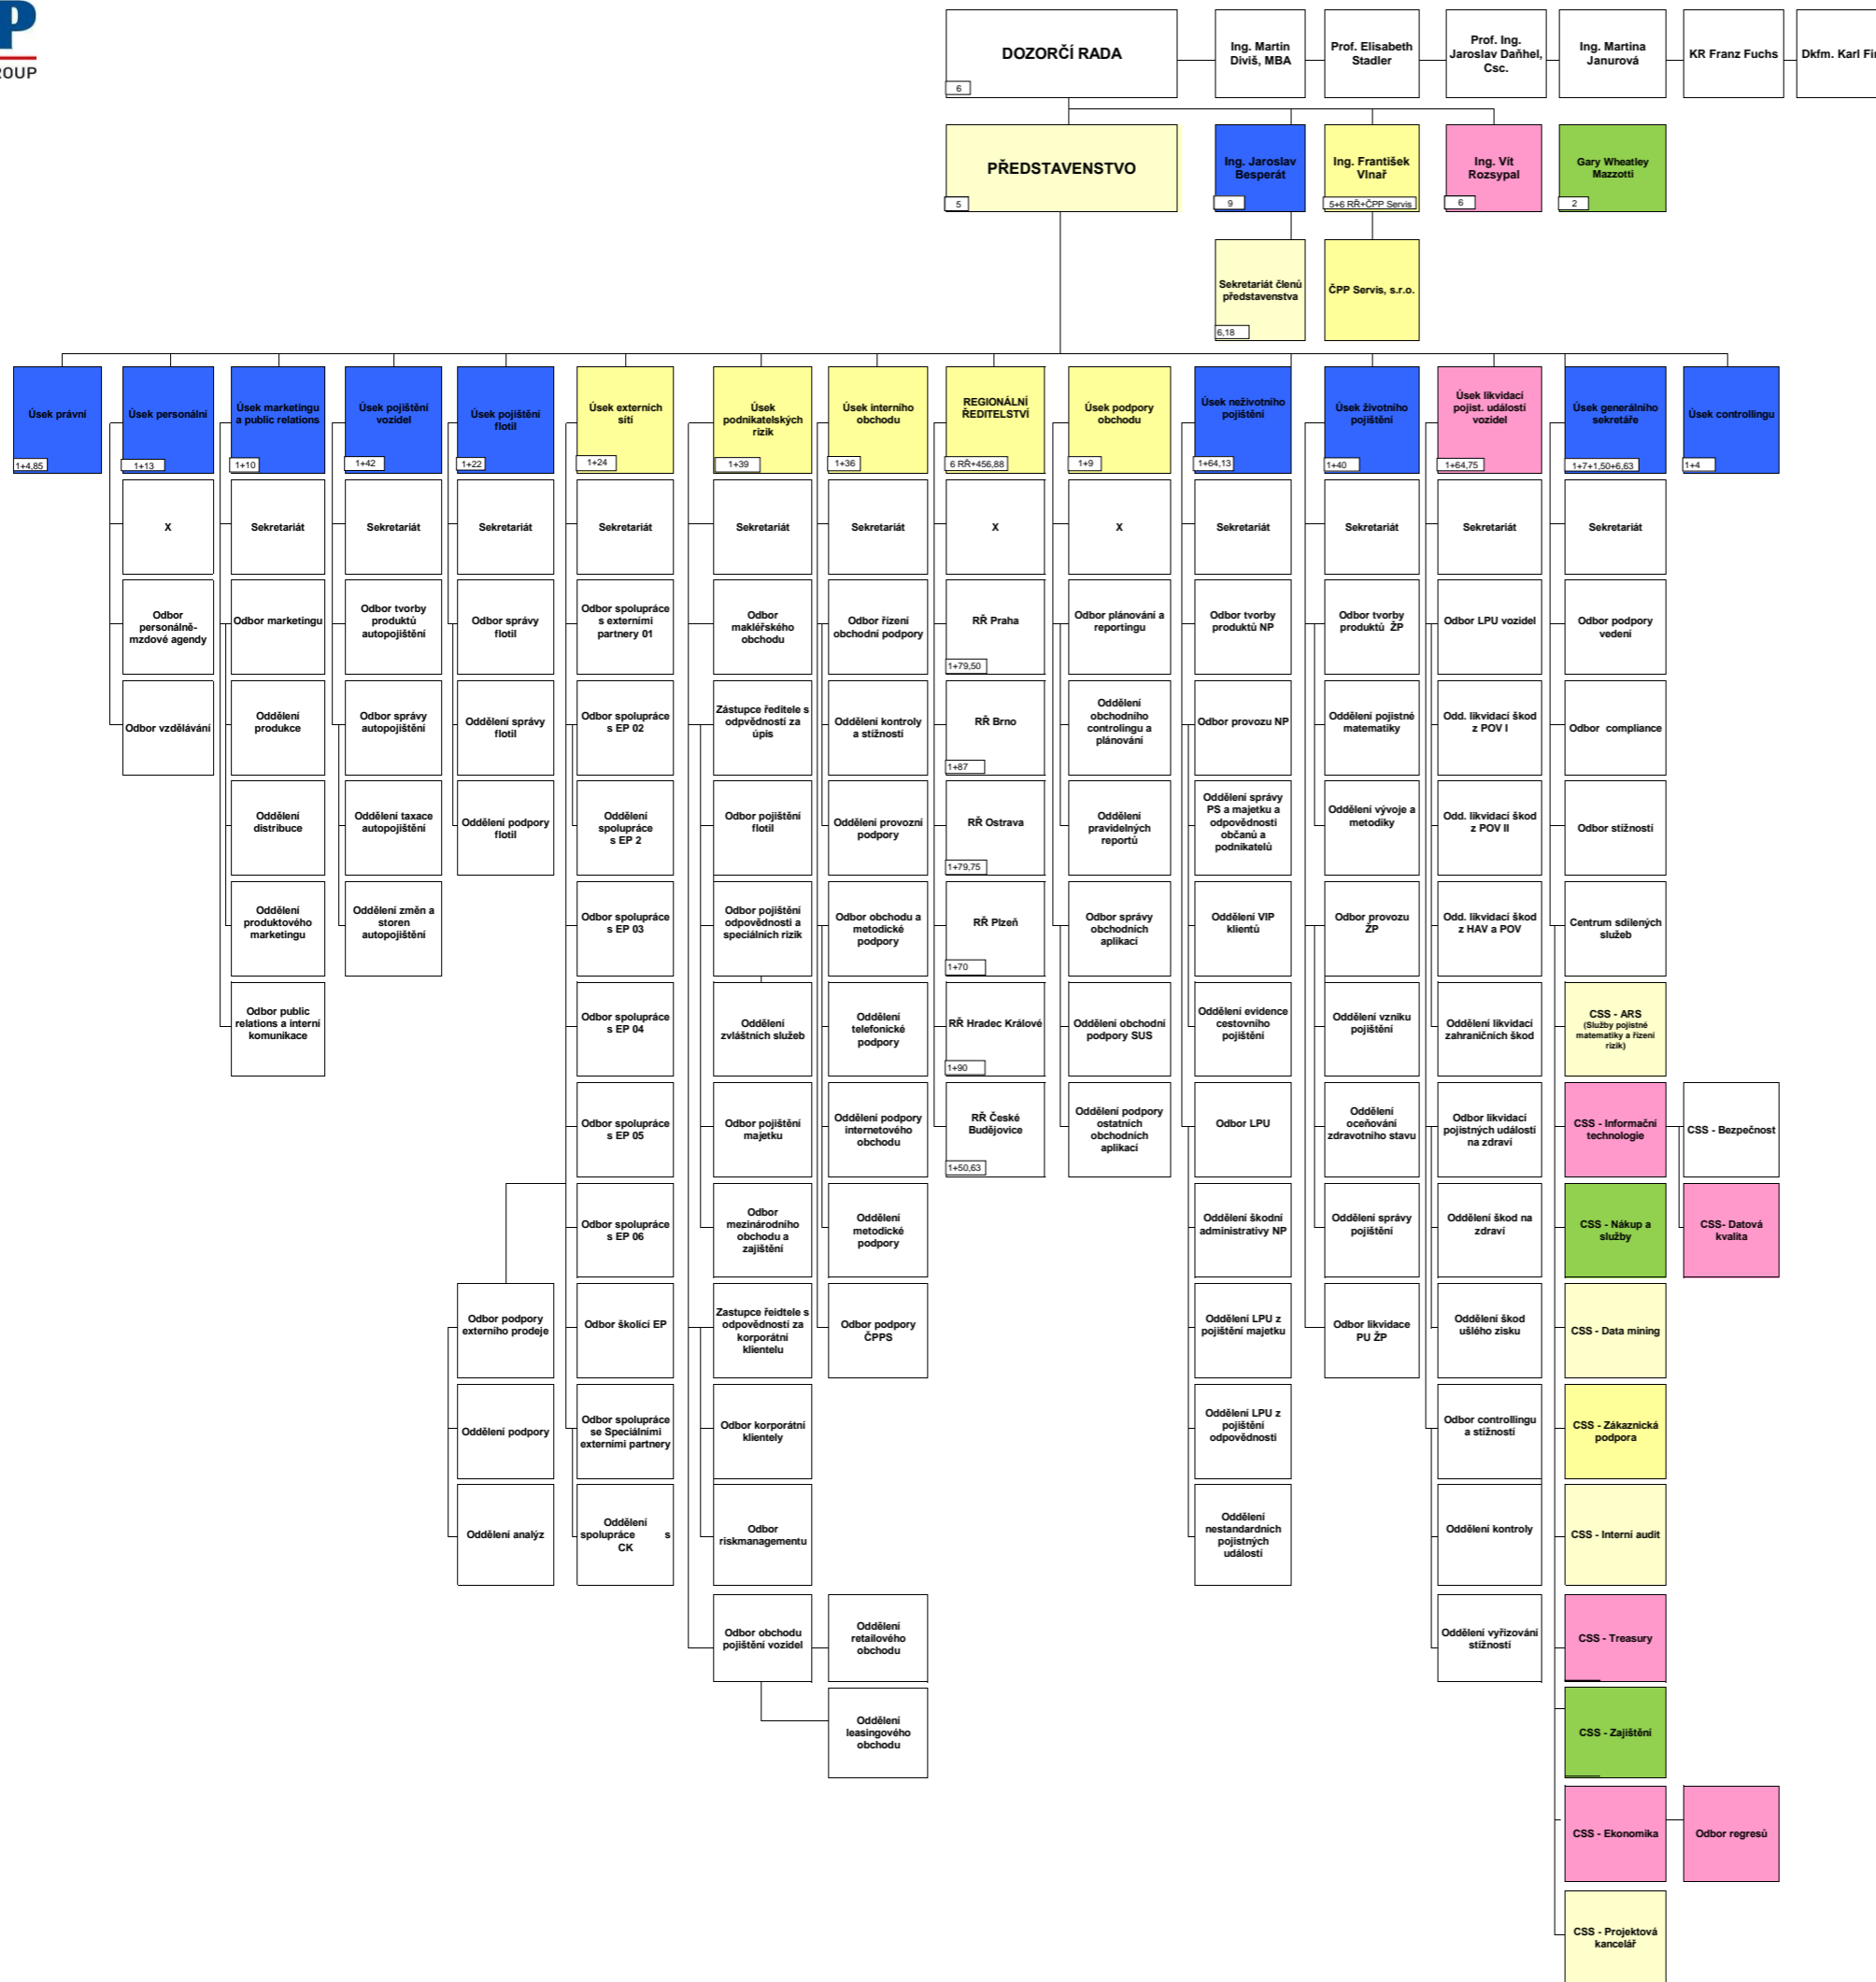 P
ROUP
DOZORČÍ RADA
6
Ing. Martin
Diviš, MBA
Prof. Elisabeth
Stadler
Prof. Ing.
Jaroslav Daňhel,
Csc.
Ing. Martina
Janurová
KR Franz Fuchs
Dkfm. Karl Fi
PŘEDSTAVENSTVO
5
Ing. Jaroslav
Besperát
9
Ing. František
Vlnař
5+6 RŘ+ČPP Servis
Ing. Vít
Rozsypal
6
Gary Wheatley
Mazzotti
2
Sekretariát členů
představenstva
6,18
ČPP Servis, s.r.o.
Úsek právní
1+4,85
Úsek personální
1+13
Úsek marketingu
a public relations
1+10
Úsek pojištění
vozidel
1+42
Úsek pojištění
flotil
1+22
Úsek externích
sítí
1+24
Úsek
podnikatelských
rizik
1+39
Úsek interního
obchodu
1+36
REGIONÁLNÍ
ŘEDITELSTVÍ
6 RŘ+456,88
Úsek podpory
obchodu
1+9
Úsek neživotního
pojištění
1+64,13
Úsek životního
pojištění
1+40
Úsek likvidací
pojist. událostí
vozidel
1+64,75
Úsek generálního
sekretáře
1+7+1,50+6,63
Úsek controllingu
1+4
X
Sekretariát
Sekretariát
Sekretariát
Sekretariát
Sekretariát
Sekretariát
X
X
Sekretariát
Sekretariát
Sekretariát
Sekretariát
Odbor
personálně-
mzdové agendy
Odbor marketingu
Odbor tvorby
produktů
autopojištění
Odbor správy
flotil
Odbor spolupráce
s externími
partnery 01
Odbor
makléřského
obchodu
Odbor řízení
obchodní podpory
RŘ Praha
1+79,50
Odbor plánování a
reportingu
Odbor tvorby
produktů NP
Odbor tvorby
produktů ŽP
Odbor LPU vozidel
Odbor podpory
vedení
Odbor vzdělávání
Oddělení
produkce
Odbor správy
autopojištění
Oddělení správy
flotil
Odbor spolupráce
s EP 02
Zástupce ředitele s
odpvědností za
úpis
Oddělení kontroly
a stížností
RŘ Brno
1+87
Oddělení
obchodního
controlingu a
plánování
Odbor provozu NP
Oddělení pojistné
matematiky
Odd. likvidací škod
z POV I
Odbor compliance
Oddělení
distribuce
Oddělení taxace
autopojištění
Oddělení podpory
flotil
Oddělení
spolupráce
s EP 2
Odbor pojištění
flotil
Oddělení provozní
podpory
RŘ Ostrava
1+79,75
Oddělení
pravidelných
reportů
Oddělení správy
PS a majetku a
odpovědnosti
občanů a
podnikatelů
Oddělení vývoje a
metodiky
Odd. likvidací škod
z POV II
Odbor stížností
Oddělení
produktového
marketingu
Oddělení změn a
storen
autopojištění
Odbor spolupráce
s EP 03
Odbor pojištění
odpovědnosti a
speciálních rizik
Odbor obchodu a
metodické
podpory
RŘ Plzeň
1+70
Odbor správy
obchodních
aplikací
Oddělení VIP
klientů
Odbor provozu
ŽP
Odd. likvidací škod
z HAV a POV
Centrum sdílených
služeb
Odbor public
relations a interní
komunikace
Odbor spolupráce
s EP 04
Oddělení
zvláštních služeb
Oddělení
telefonické
podpory
RŘ Hradec Králové
1+90
Oddělení obchodní
podpory SUS
Oddělení evidence
cestovního
pojištění
Oddělení vzniku
pojištění
Oddělení likvidací
zahraničních škod
CSS - ARS
(Služby pojistné
matematiky a řízení
rizik)
Odbor spolupráce
s EP 05
Odbor pojištění
majetku
Oddělení podpory
internetového
obchodu
RŘ České
Budějovice
1+50,63
Oddělení podpory
ostatních
obchodních
aplikací
Odbor LPU
Oddělení
oceňování
zdravotního stavu
Odbor likvidací
pojistných událostí
na zdraví
CSS - Informační
technologie
CSS - Bezpečnost
Odbor spolupráce
s EP 06
Odbor
mezinárodního
obchodu a
zajištění
Oddělení
metodické
podpory
Oddělení škodní
administrativy NP
Oddělení správy
pojištění
Oddělení škod na
zdraví
CSS - Nákup a
služby
CSS- Datová
kvalita
Odbor podpory
externího prodeje
Odbor školící EP
Zastupce řeidtele s
odpovědností za
korporátní
klientelu
Odbor podpory
ČPPS
Oddělení LPU z
pojištění majetku
Odbor likvidace
PU ŽP
Oddělení škod
ušlého zisku
CSS - Data mining
Oddělení podpory
Odbor spolupráce
se Speciálními
externími partnery
Odbor korporátní
klientely
Oddělení LPU z
pojištění
odpovědnosti
Odbor controllingu
a stížností
CSS - Zákaznická
podpora
Oddělení analýz
Oddělení
spolupráce s
CK
Odbor
riskmanagementu
Oddělení
nestandardních
pojistných
událostí
Oddělení kontroly
CSS - Interní audit
Odbor obchodu
pojištění vozidel
Oddělení
retailového
obchodu
Oddělení vyřizování
stížností
CSS - Treasury
Oddělení
leasingového
obchodu
CSS - Zajištění
CSS - Ekonomika
Odbor regresů
CSS - Projektová
kancelář